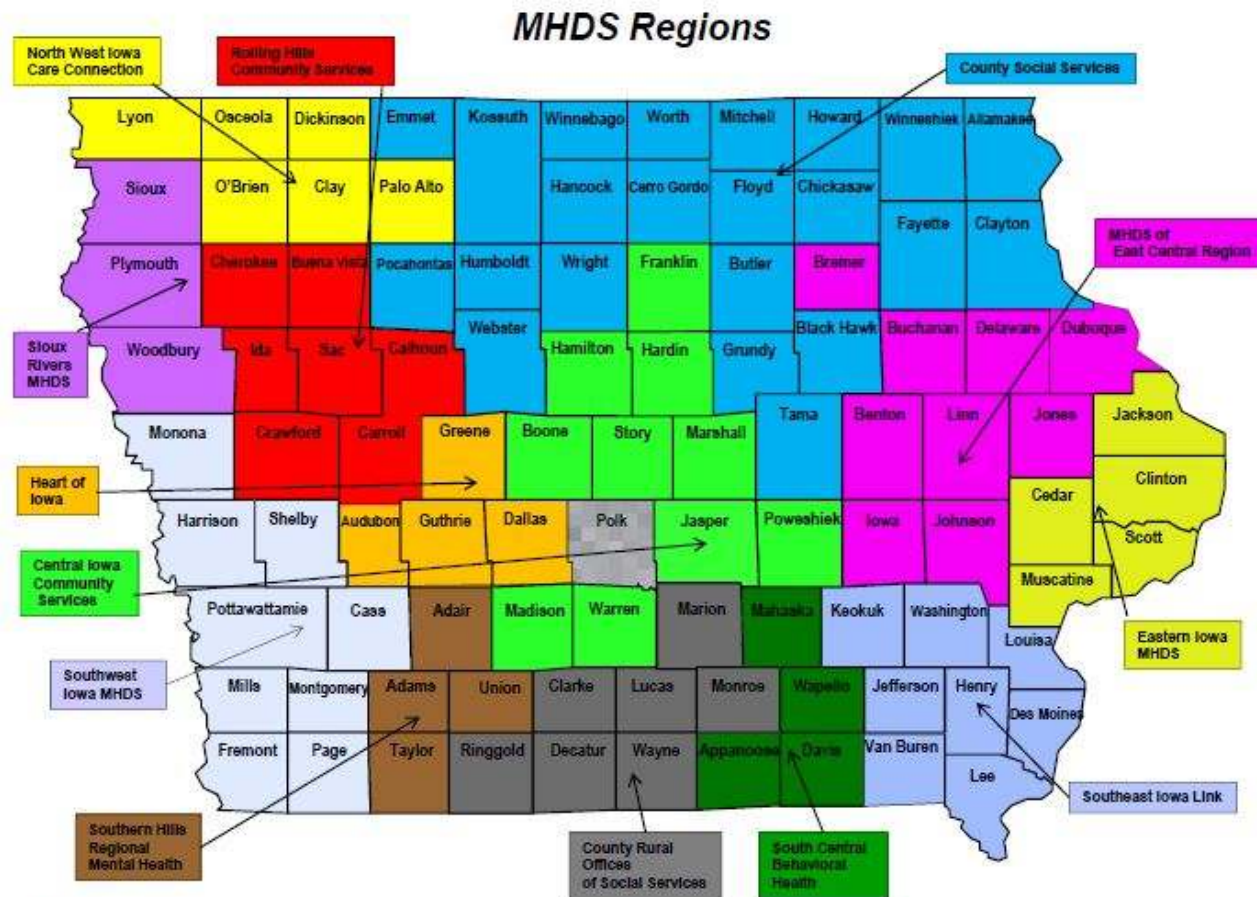 MHDS Regions
North West Iowa
Care Connection
Rolling Hills
Community Services
County Social Services
Lyon
Osceola
Dickinson
Emmet
Kossuth
Winnebago
Worth
Mitchell
Howard
Winneshiek
Allamakee
Sioux
O'Brien
Clay
Palo Alto
Hancock
Cerro Gordo
Floyd
Chickasaw
Fayette
Clayton
MHDS of
East Central Region
Plymouth
Cherokee
Buena Vista
Pocahontas
Humboldt
Wright
Franklin
Butler
Bremer
Sioux
Rivers
MHDS
Woodbury
Ida
Sac
Calhoun
Webster
Hamilton
Hardin
Grundy
Black Hawk
Buchanan
Delaware
Dubuque
Monona
Crawford
Carroll
Greene
Boone
Story
Marshall
Tama
Benton
Linn
Jones
Jackson
Heart of
Iowa
Harrison
Shelby
Audubon
Guthrie
Dallas
Polk
Jasper
Poweshiek
Iowa
Johnson
Cedar
Clinton
Scott
Muscatine
Central Iowa
Community
Services
Pottawattamie
Cass
Adair
Madison
Warren
Marion
Mahaska
Keokuk
Washington
Louisa
Eastern Iowa
MHDS
Southwest
Iowa MHDS
Mills
Montgomery
Adams
Union
Clarke
Lucas
Monroe
Wapello
Jefferson
Henry
Des Moines
Fremont
Page
Taylor
Ringgold
Decatur
Wayne
Appanoose
Davis
Van Buren
Lee
Southeast Iowa Link
Southern Hills
Regional
Mental Health
County Rural
Offices
of Social Services
South Central
Behavioral
Health